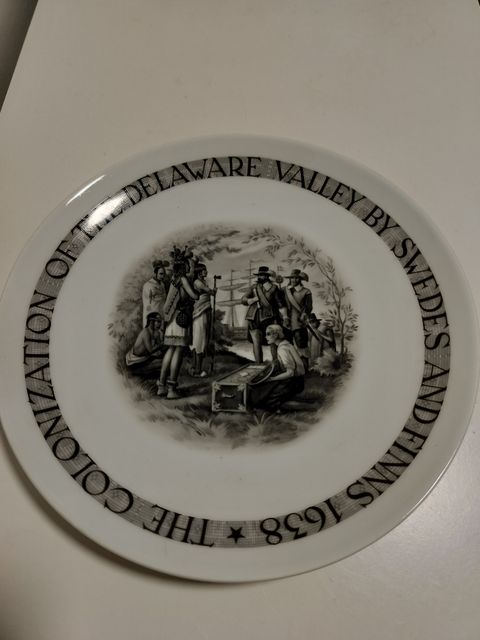 THE COLONIZATION OF THE DELAWARE VALLEY BY SWEDES AND FINNS 1638 ★